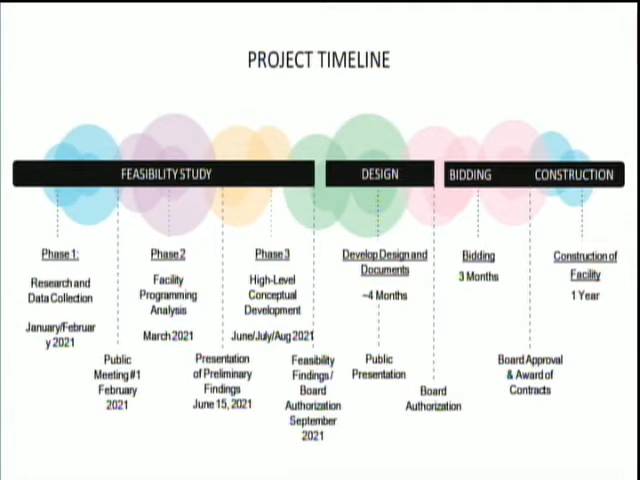 PROJECT TIMELINE
FEASIBILITY STUDY
DESIGN
BIDDING
CONSTRUCTION
Phase 1:
Research and
Data Collection
January/Februar
y 2021
Public
Meeting #1
February
2021
Phase 2
Facility
Programming
Analysis
March 2021
Presentation
of Preliminary
Findings
June 15, 2021
Phase 3
High-Level
Conceptual
Development
June/July/Aug 2021
Feasibility
Findings/
Board
Authorization
September
2021
Develop Design and
Documents
~4 Months
Public
Presentation
Board
Authorization
Bidding
3 Months
Board Approval
& Award of
Contracts
Construction of
Facility
1 Year